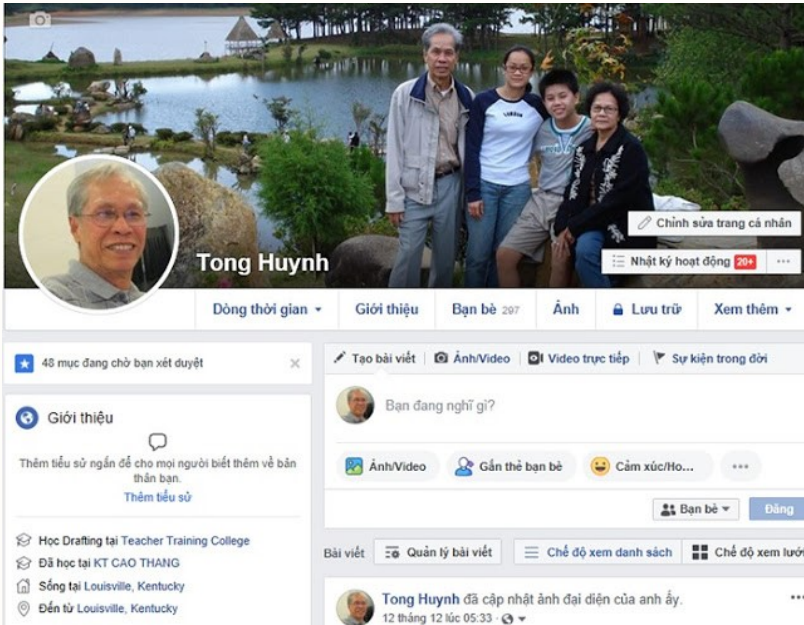 Chỉnh sửa trang cá nhân
Tong Huynh
Nhật ký hoạt động 20+ ...
Dòng thời gian
Giới thiệu
Bạn bè 297
Ảnh
Lưu trữ
Xem thêm
48 mục đang chờ bạn xét duyệt
Giới thiệu
Thêm tiểu sử ngắn để cho mọi người biết thêm về bản
thân bạn.
Thêm tiểu sử
Học Drafting tại Teacher Training College
Đã học tại KT CAO THANG
Sống tại Louisville, Kentucky
Đến từ Louisville, Kentucky
Tạo bài viết
Ảnh/Video
Video trực tiếp
Sự kiện trong đời
Bạn đang nghĩ gì?
Ảnh/Video
Gắn thẻ bạn bè
Cảm xúc/Ho...
Bạn bè
Đăng
Bài viết
Quản lý bài viết
Chế độ xem danh sách
Chế độ xem lưới
Tong Huynh đã cập nhật ảnh đại diện của anh ấy.
12 tháng 12 lúc 05:33